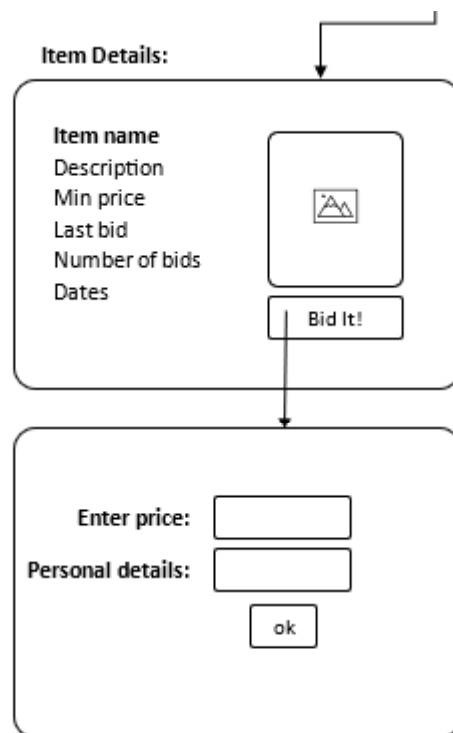 Item Details:
Item name
Description
Min price
Last bid
Number of bids
Dates
Bid It!
Enter price:
Personal details:
ok